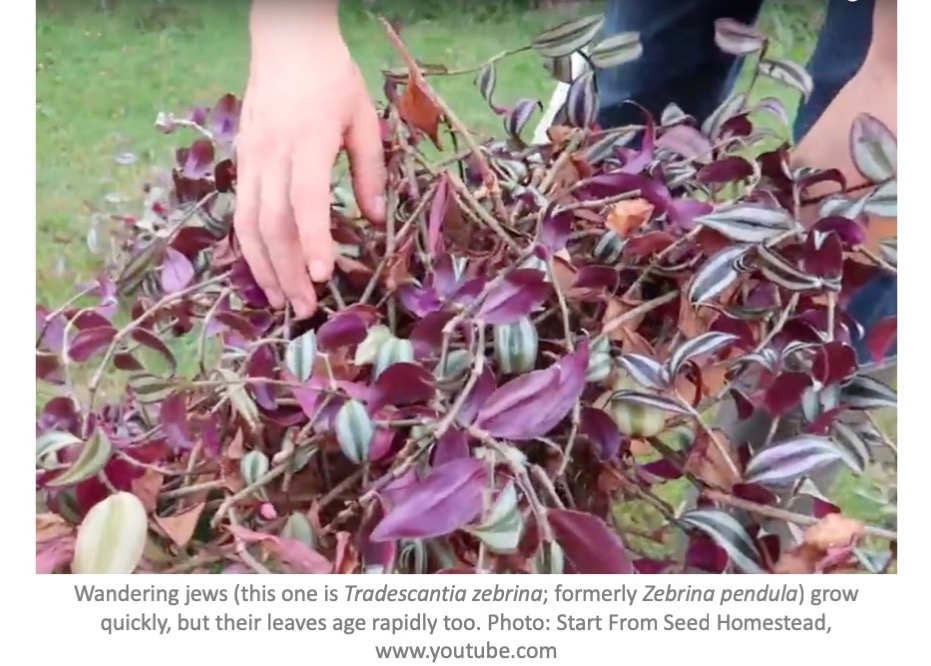 Wandering jews (this one is Tradescantia zebrina; formerly Zebrina pendula) grow
quickly, but their leaves age rapidly too. Photo: Start From Seed Homestead,
www.youtube.com